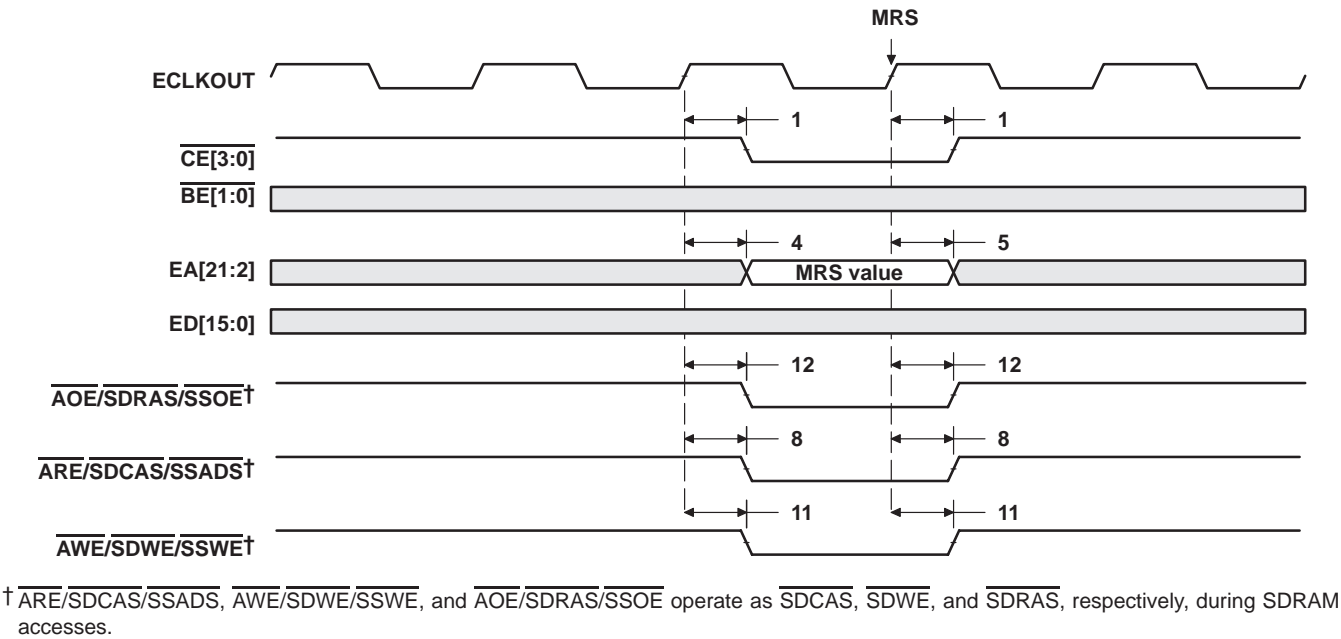 MRS
ECLKOUT
1 1
CE[3:0]
BE[1:0]
4 5
EA[21:2] MRS value
ED[15:0]
12 12
AOE/SDRAS/SSOE†
8 8
ARE/SDCAS/SSADS†
11 11
AWE/SDWE/SSWE†
† ARE/SDCAS/SSADS, AWE/SDWE/SSWE, and AOE/SDRAS/SSOE operate as SDCAS, SDWE, and SDRAS, respectively, during SDRAM
accesses.